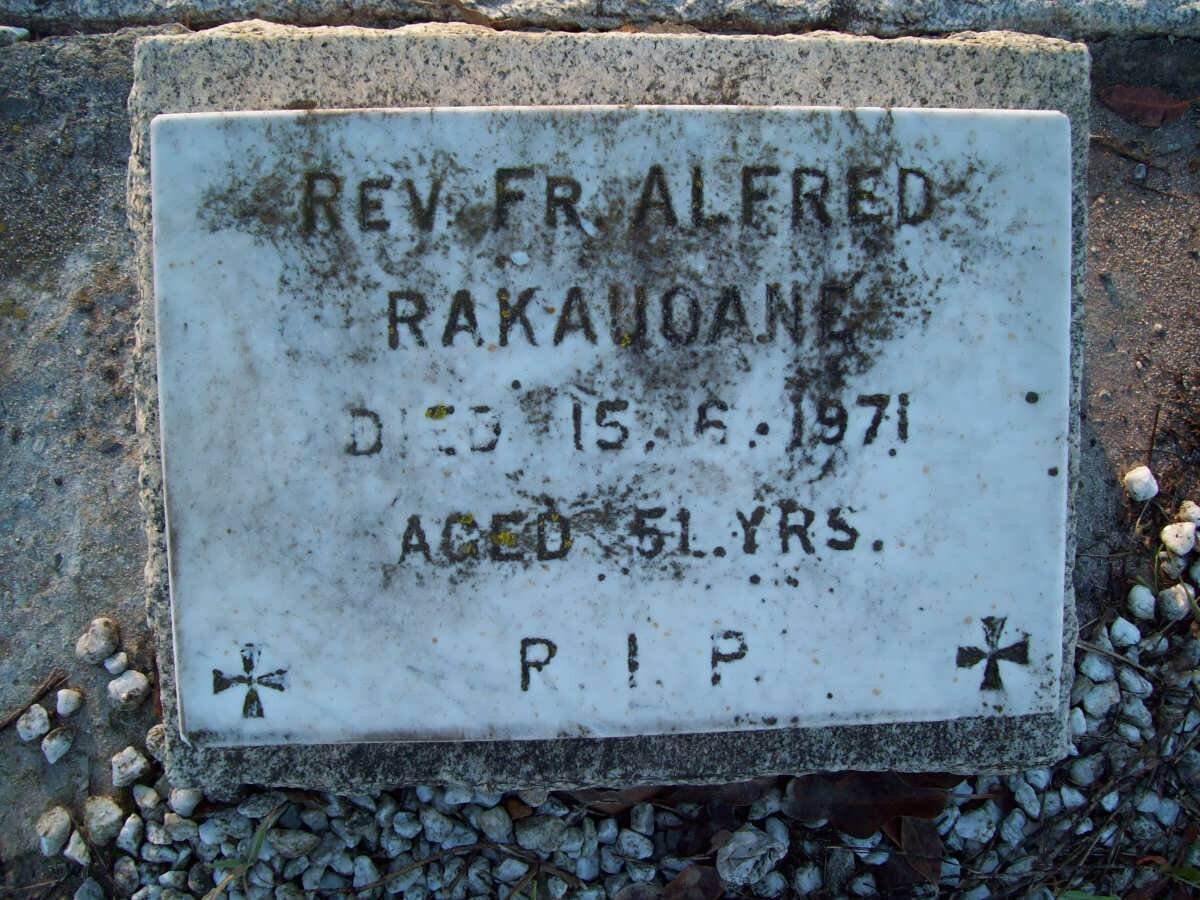 REV. FR. ALFRED
RAKAUOANE
DIED 15. 6. 1971
AGED 51. YRS.
R I P